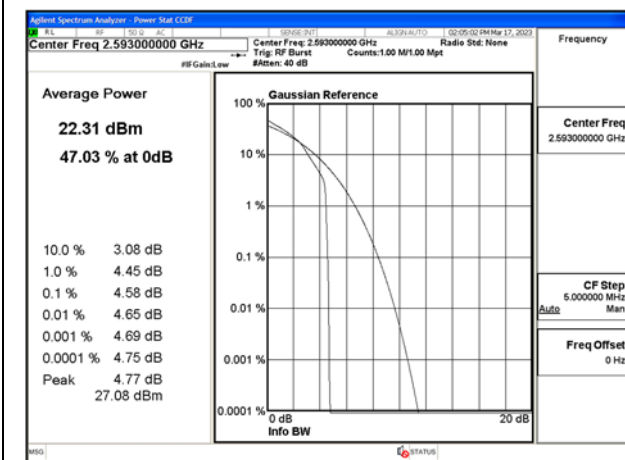 Agilent Spectrum Analyzer - Power Stat CCDF
RL RF 50 Ω AC SENSE:INT ALIGN AUTO 02:05:02 PM Mar 17, 2023
Center Freq 2.593000000 GHz
Center Freq: 2.593000000 GHz Radio Std: None
Trig: RF Burst Counts:1.00 M/1.00 Mpt
#IFGain:Low #Atten: 40 dB
Frequency
Average Power
22.31 dBm
47.03 % at 0dB
10.0 % 3.08 dB
1.0 % 4.45 dB
0.1 % 4.58 dB
0.01 % 4.65 dB
0.001 % 4.69 dB
0.0001 % 4.75 dB
Peak 4.77 dB
27.08 dBm
Gaussian Reference
100 %
10 %
1 %
0.1 %
0.01 %
0.001 %
0.0001 %
0 dB 20 dB
Info BW
Center Freq
2.593000000 GHz
CF Step
5.000000 MHz
Auto Man
Freq Offset
0 Hz
MSG STATUS